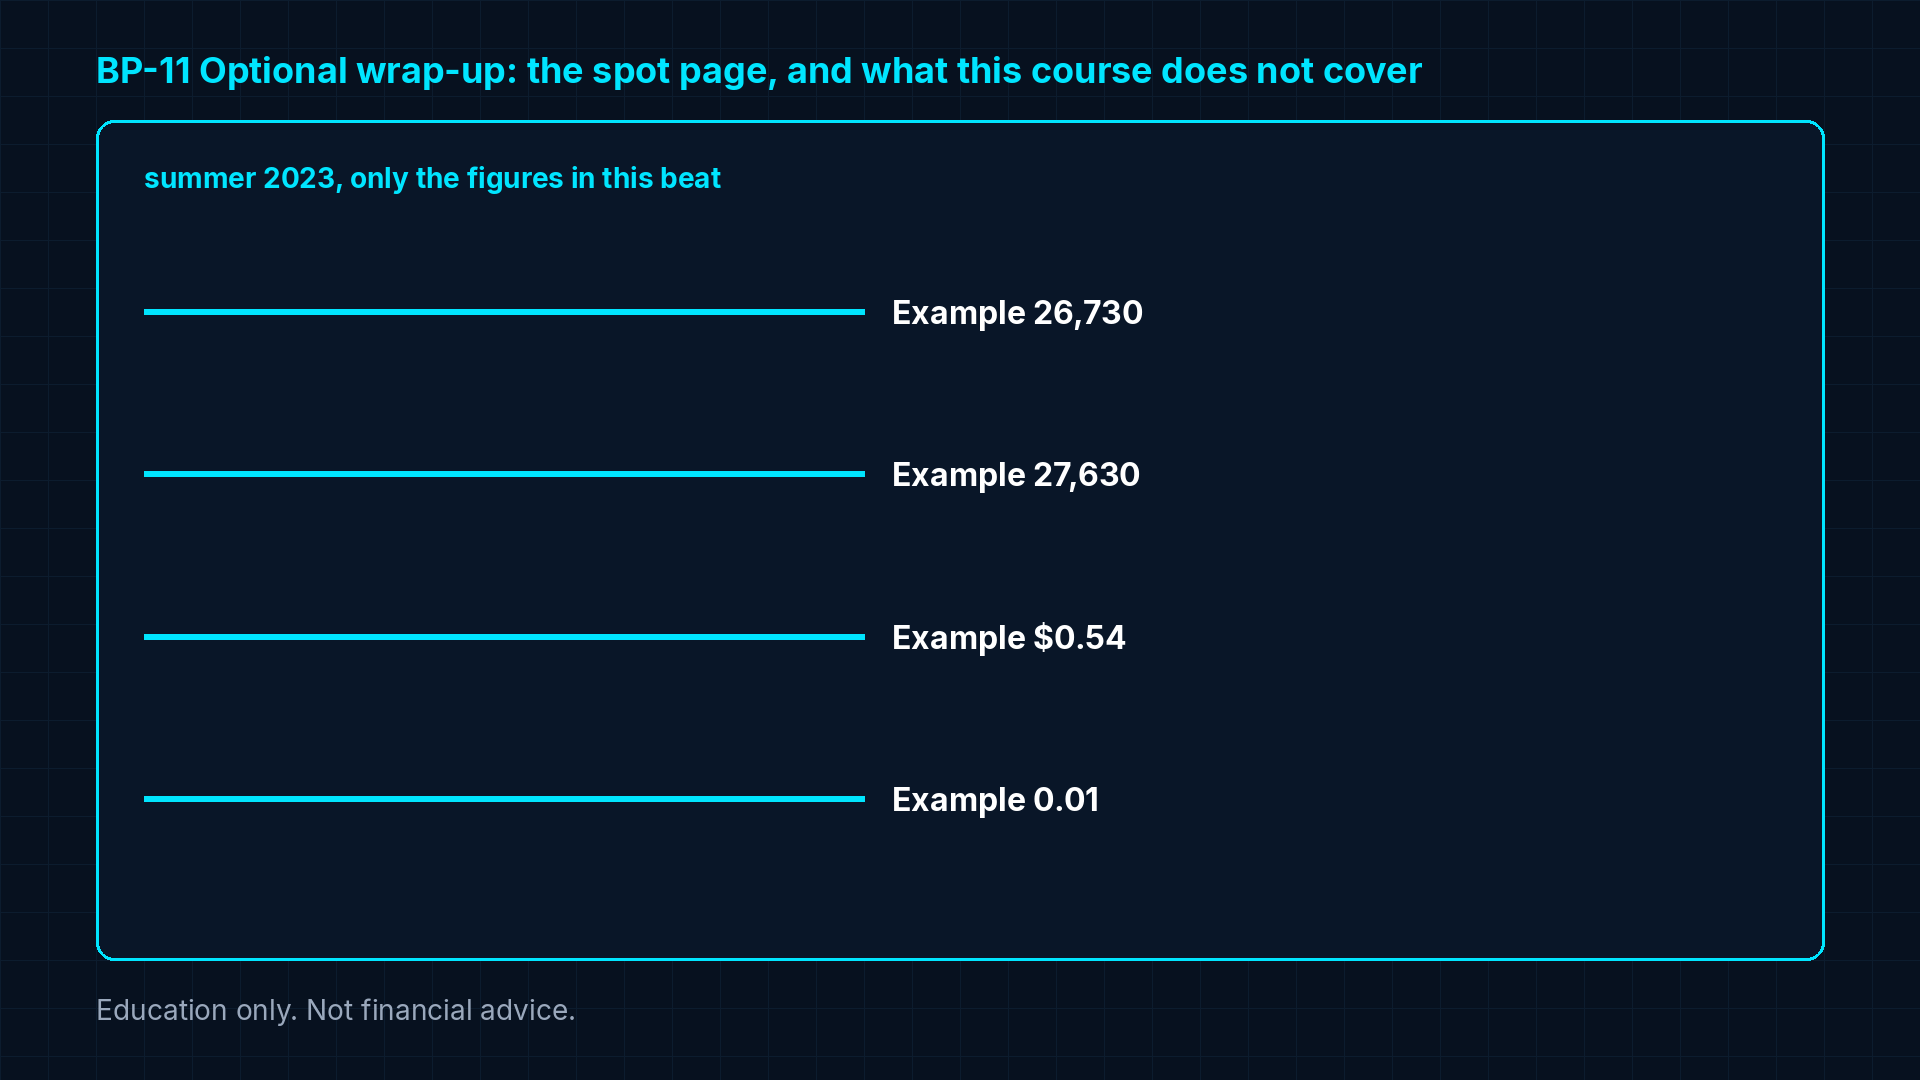 BP-11 Optional wrap-up: the spot page, and what this course does not cover
summer 2023, only the figures in this beat
Example 26,730
Example 27,630
Example $0.54
Example 0.01
Education only. Not financial advice.